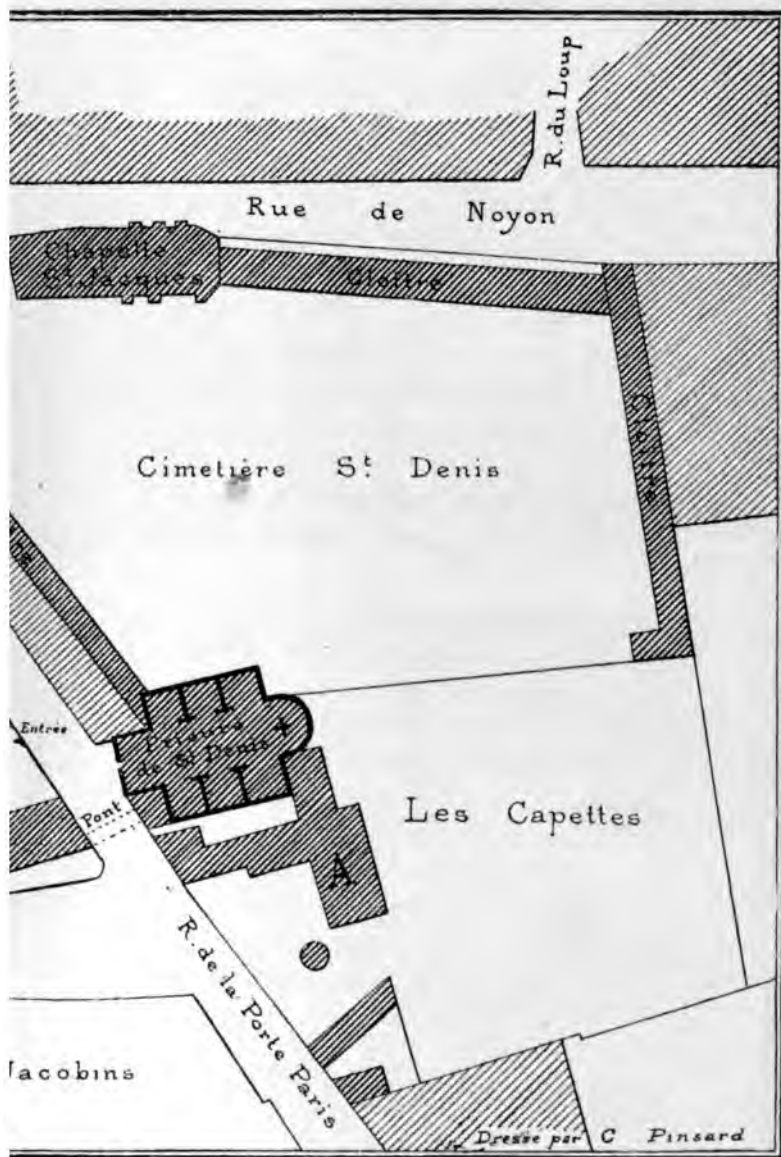 R. du Loup
Rue de Noyon
Chapelle
St Jacques
Cloître
Cloître
Cimetière St Denis
Entrée
Prieuré
de St Denis
Pont
Les Capettes
A
R. de la Porte Paris
Jacobins
Dressé par C Pinsard